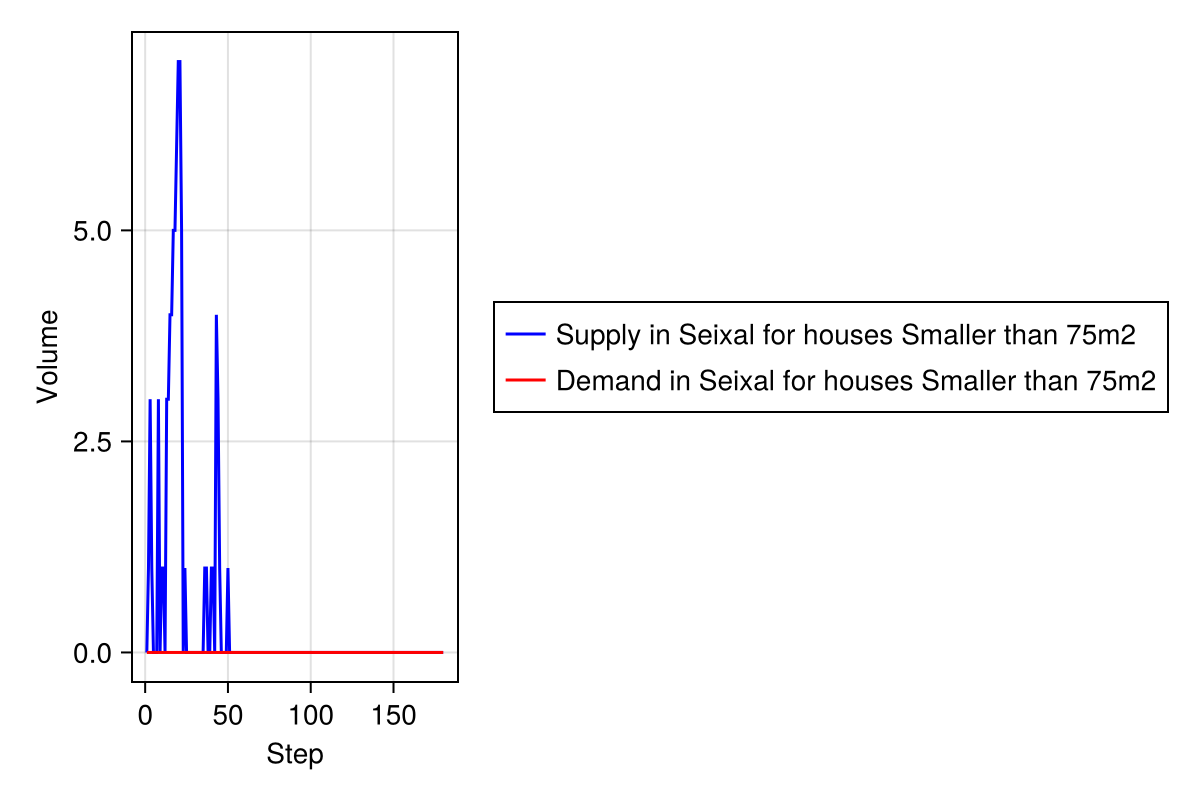 Volume
5.0
2.5
0.0
0 50 100 150
Step
Supply in Seixal for houses Smaller than 75m2
Demand in Seixal for houses Smaller than 75m2